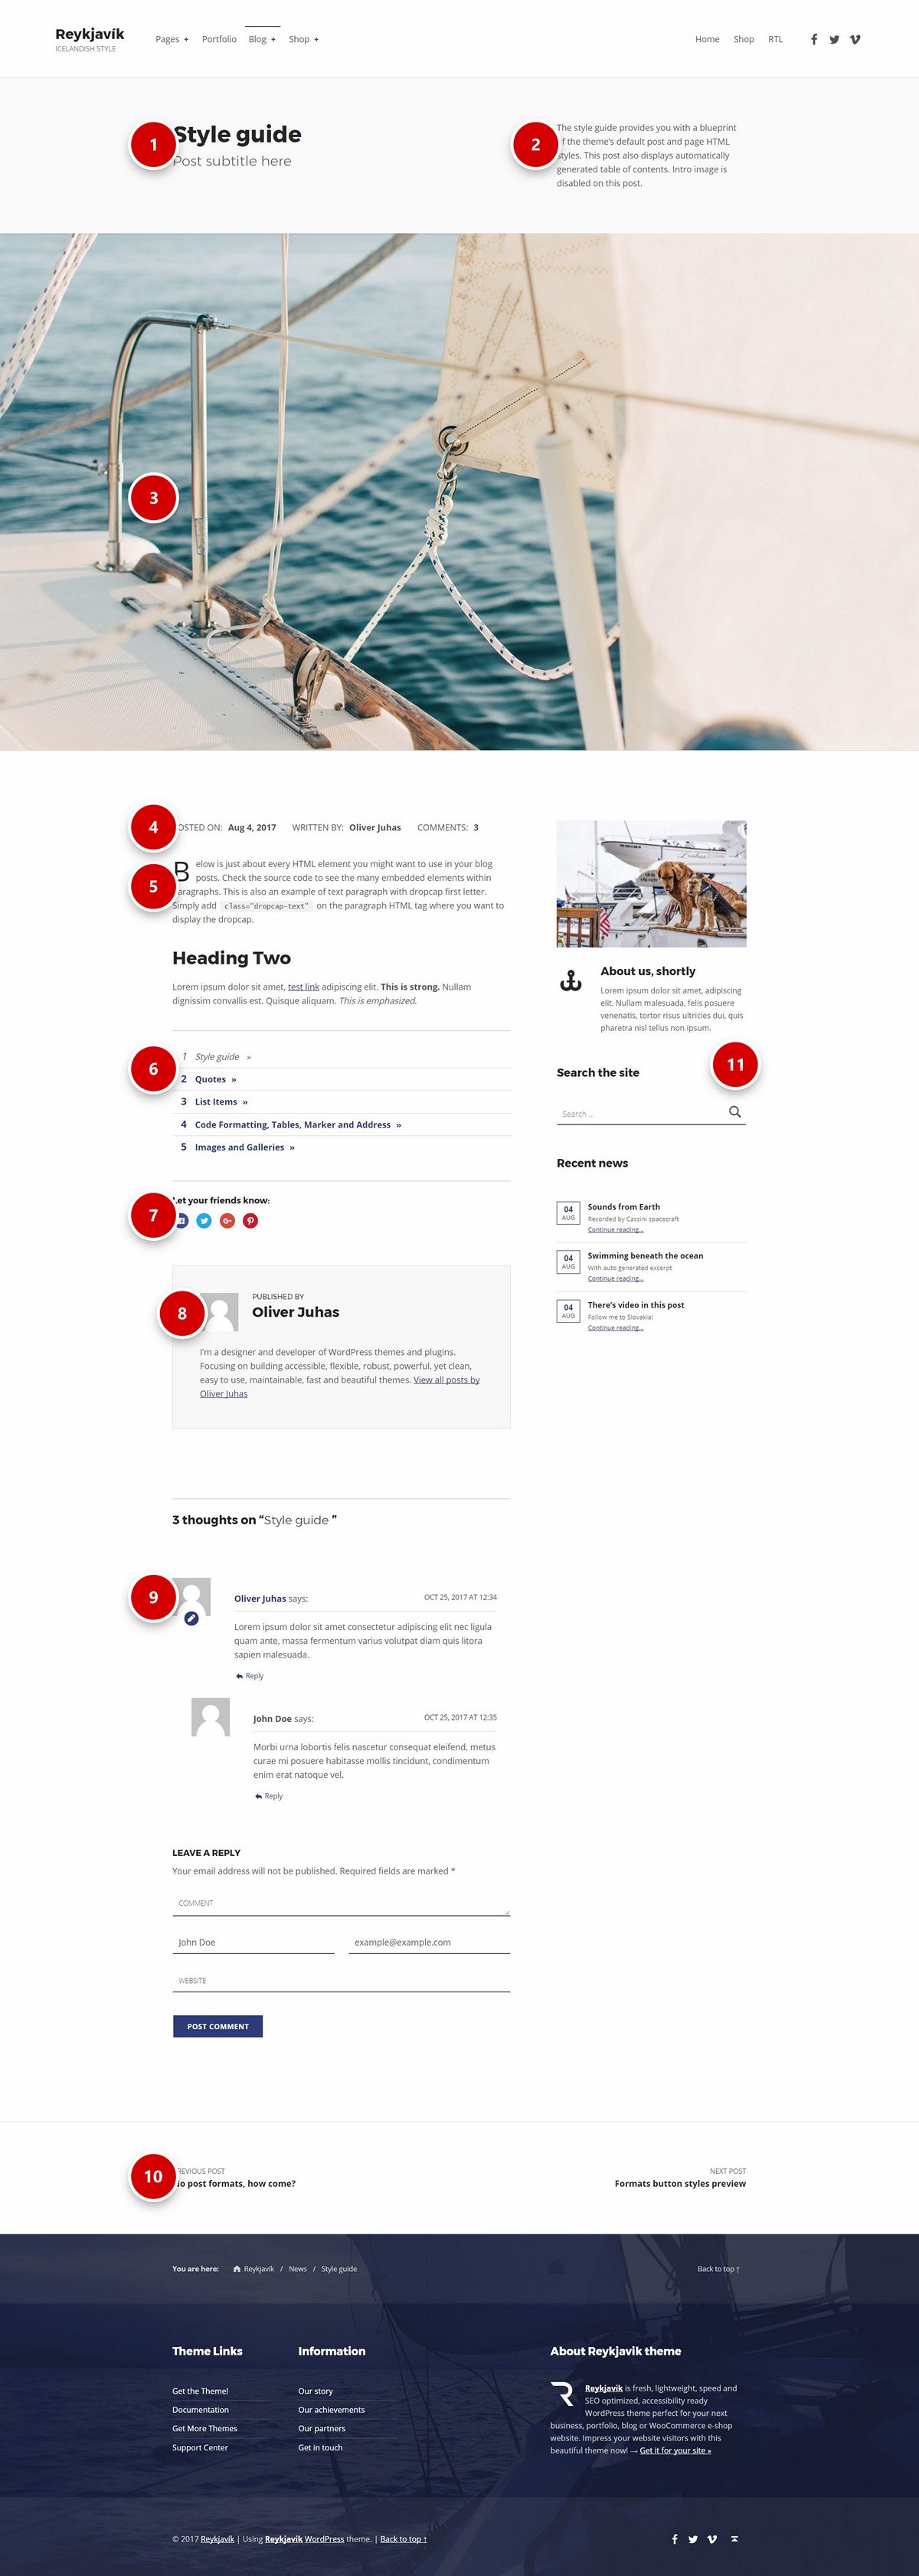 Reykjavík
ICELANDIC STYLE
Pages +
Portfolio
Blog +
Shop +
Home
Shop
RTL
1
Style guide
Post subtitle here
2
The style guide provides you with a blueprint
of the theme's default post and page HTML
styles. This post also displays automatically
generated table of contents. Intro image is
disabled on this post.
3
4
OSTED ON: Aug 4, 2017 WRITTEN BY: Oliver Juhas COMMENTS: 3
5
Below is just about every HTML element you might want to use in your blog
posts. Check the source code to see the many embedded elements within
paragraphs. This is also an example of text paragraph with dropcap first letter.
Simply add class="dropcap-text" on the paragraph HTML tag where you want to
display the dropcap.
Heading Two
Lorem ipsum dolor sit amet, test link adipiscing elit. This is strong. Nullam
dignissim convallis est. Quisque aliquam. This is emphasized.
6
1 Style guide »
2 Quotes »
3 List Items »
4 Code Formatting, Tables, Marker and Address »
5 Images and Galleries »
7
Let your friends know:
8
PUBLISHED BY
Oliver Juhas
I'm a designer and developer of WordPress themes and plugins.
Focusing on building accessible, flexible, robust, powerful, yet clean,
easy to use, maintainable, fast and beautiful themes. View all posts by
Oliver Juhas
3 thoughts on “Style guide ”
9
Oliver Juhas says:
OCT 25, 2017 AT 12:34
Lorem ipsum dolor sit amet consectetur adipiscing elit nec ligula
quam ante, massa fermentum varius volutpat diam quis litora
sapien malesuada.
Reply
John Doe says:
OCT 25, 2017 AT 12:35
Morbi urna lobortis felis nascetur consequat eleifend, metus
curae mi posuere habitasse mollis tincidunt, condimentum
enim erat natoque vel.
Reply
LEAVE A REPLY
Your email address will not be published. Required fields are marked *
COMMENT
John Doe
example@example.com
WEBSITE
POST COMMENT
About us, shortly
Lorem ipsum dolor sit amet, adipiscing
elit. Nullam malesuada, felis posuere
venenatis, tortor risus ultricies dui, quis
pharetra nisl tellus non ipsum.
11
Search the site
Search ...
Recent news
04
AUG
Sounds from Earth
Recorded by Cassini spacecraft
Continue reading...
04
AUG
Swimming beneath the ocean
With auto generated excerpt
Continue reading...
04
AUG
There's video in this post
Follow me to Slovakia!
Continue reading...
10
REVIOUS POST
No post formats, how come?
NEXT POST
Formats button styles preview
You are here: Reykjavík / News / Style guide
Back to top ↑
Theme Links
Get the Theme!
Documentation
Get More Themes
Support Center
Information
Our story
Our achievements
Our partners
Get in touch
About Reykjavik theme
Reykjavik is fresh, lightweight, speed and
SEO optimized, accessibility ready
WordPress theme perfect for your next
business, portfolio, blog or WooCommerce e-shop
website. Impress your website visitors with this
beautiful theme now! → Get it for your site »
© 2017 Reykjavík | Using Reykjavik WordPress theme. | Back to top ↑